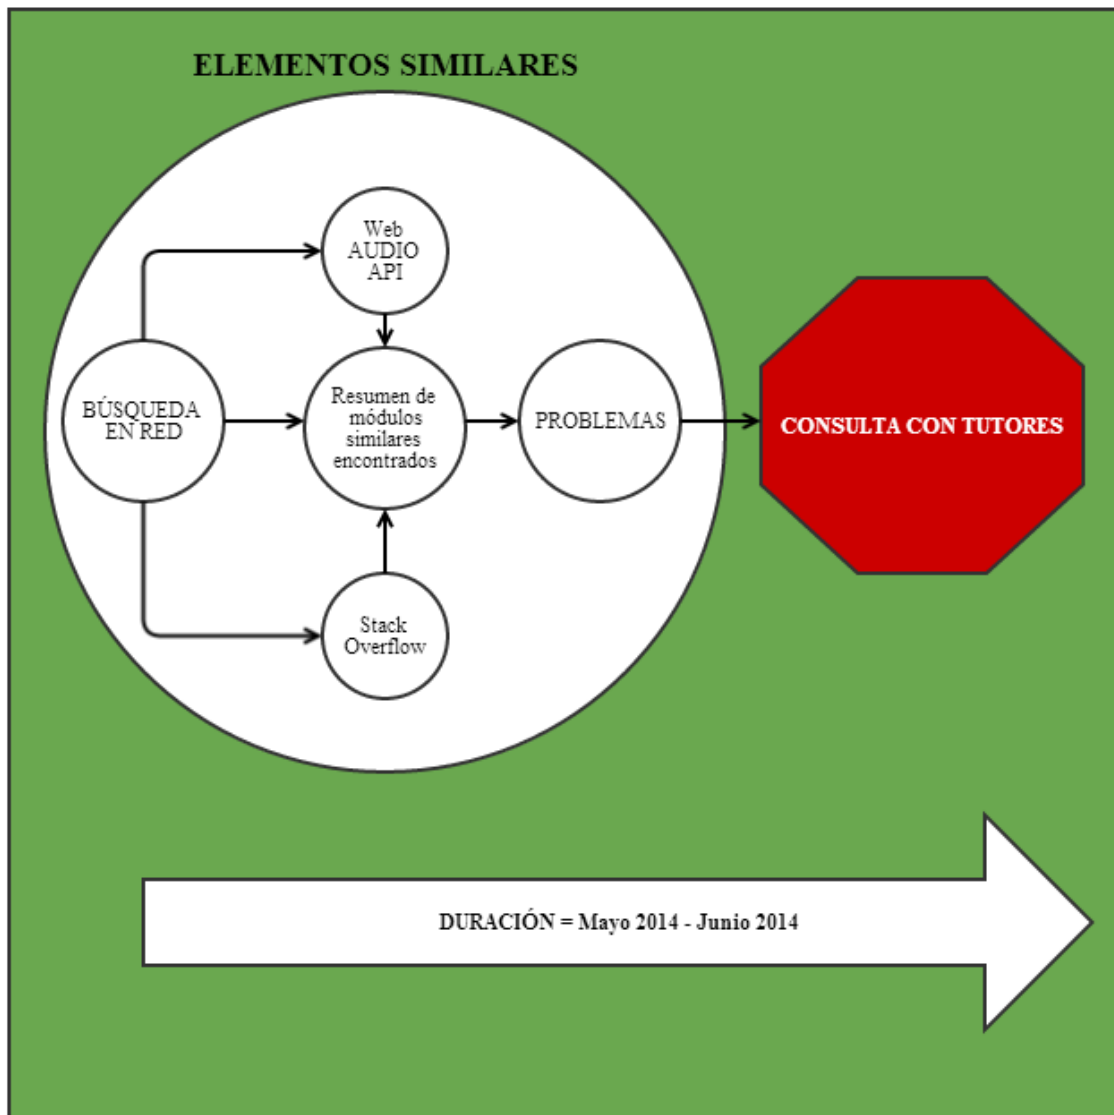 ELEMENTOS SIMILARES
Web
AUDIO
API
BÚSQUEDA
EN RED
Resumen de
módulos
similares
encontrados
PROBLEMAS
CONSULTA CON TUTORES
Stack
Overflow
DURACIÓN = Mayo 2014 - Junio 2014